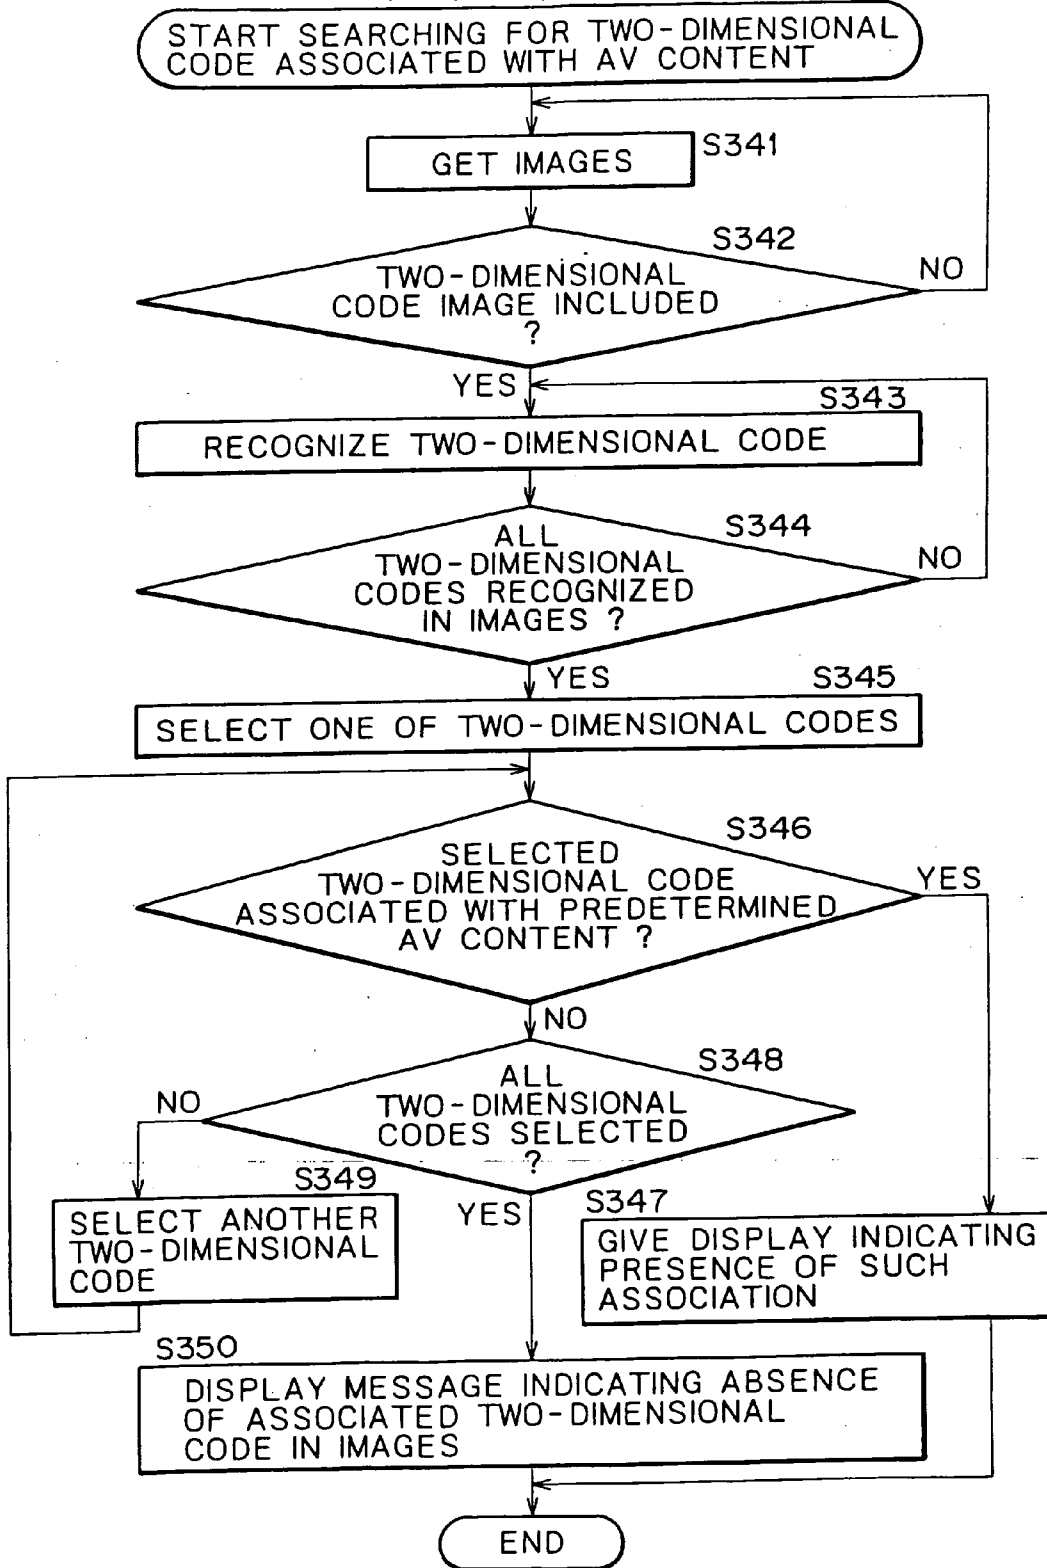 START SEARCHING FOR TWO-DIMENSIONAL
CODE ASSOCIATED WITH AV CONTENT
GET IMAGES
S341
S342
TWO-DIMENSIONAL
CODE IMAGE INCLUDED
?
NO
YES
S343
RECOGNIZE TWO-DIMENSIONAL CODE
S344
ALL
TWO-DIMENSIONAL
CODES RECOGNIZED
IN IMAGES ?
NO
YES
S345
SELECT ONE OF TWO-DIMENSIONAL CODES
S346
SELECTED
TWO-DIMENSIONAL CODE
ASSOCIATED WITH PREDETERMINED
AV CONTENT ?
YES
NO
S348
ALL
TWO-DIMENSIONAL
CODES SELECTED
?
NO
YES
S349
SELECT ANOTHER
TWO-DIMENSIONAL
CODE
S347
GIVE DISPLAY INDICATING
PRESENCE OF SUCH
ASSOCIATION
S350
DISPLAY MESSAGE INDICATING ABSENCE
OF ASSOCIATED TWO-DIMENSIONAL
CODE IN IMAGES
END